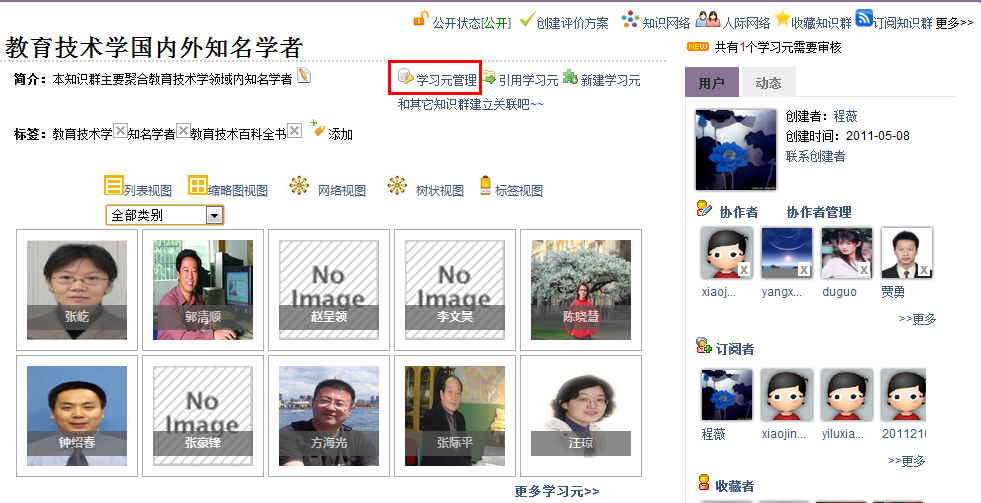 公开状态[公开] 创建评价方案 知识网络 人际网络 收藏知识群 订阅知识群 更多>>
教育技术学国内外知名学者
NEW 共有1个学习元需要审核
简介：本知识群主要聚合教育技术学领域内知名学者
学习元管理 引用学习元 新建学习元
和其它知识群建立关联吧~~
标签：教育技术学 知名学者 教育技术百科全书 添加
列表视图 缩略图视图 网络视图 树状视图 标签视图
全部类别
张屹 郭清顺 No Image 赵呈领 No Image 李文昊 陈晓慧
钟绍春 No Image 张豪锋 方海光 张际平 汪琼
更多学习元>>
用户 动态
创建者：程薇
创建时间：2011-05-08
联系创建者
协作者 协作者管理
xiaoj... yangx... duguo 贾勇
>>更多
订阅者
程薇 xiaojin... yiluxia... 201210
>>更多
收藏者